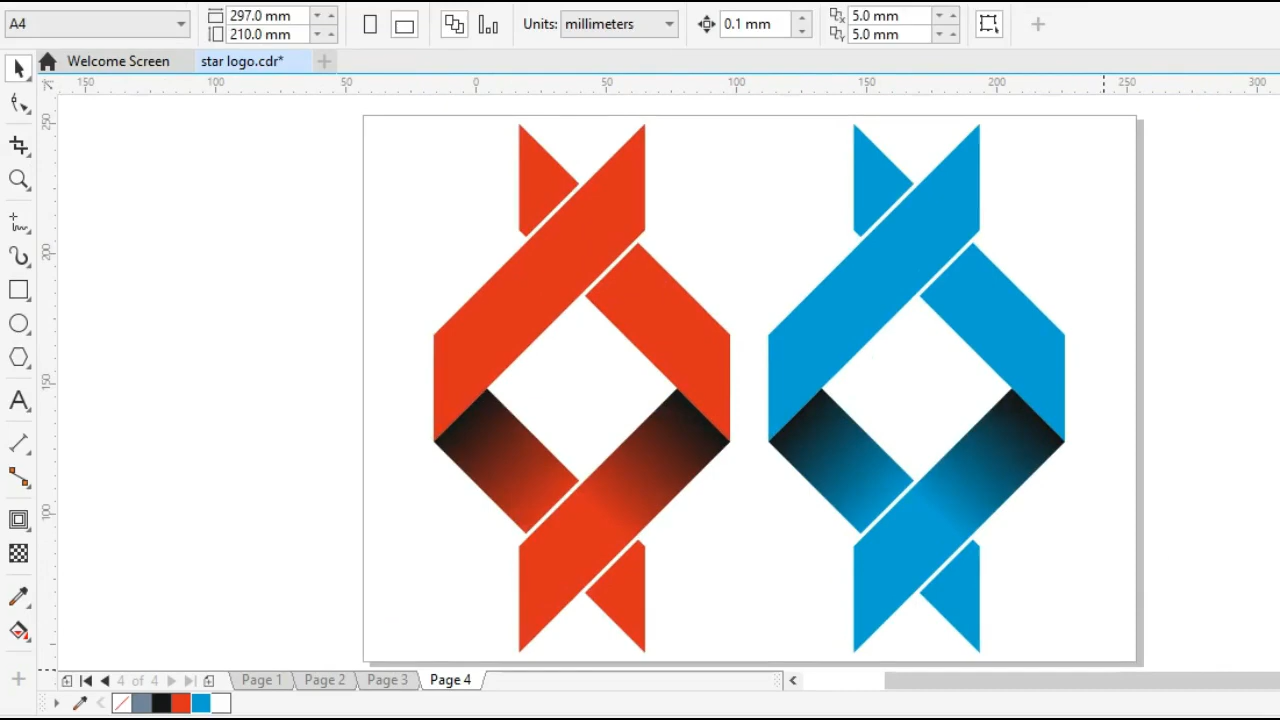 A4
297.0 mm
210.0 mm
Units: millimeters
0.1 mm
5.0 mm
5.0 mm
Welcome Screen
star logo.cdr*
150 100 50 0 50 100 150 200 250 300
250
200
150
100
4 of 4
Page 1 Page 2 Page 3 Page 4